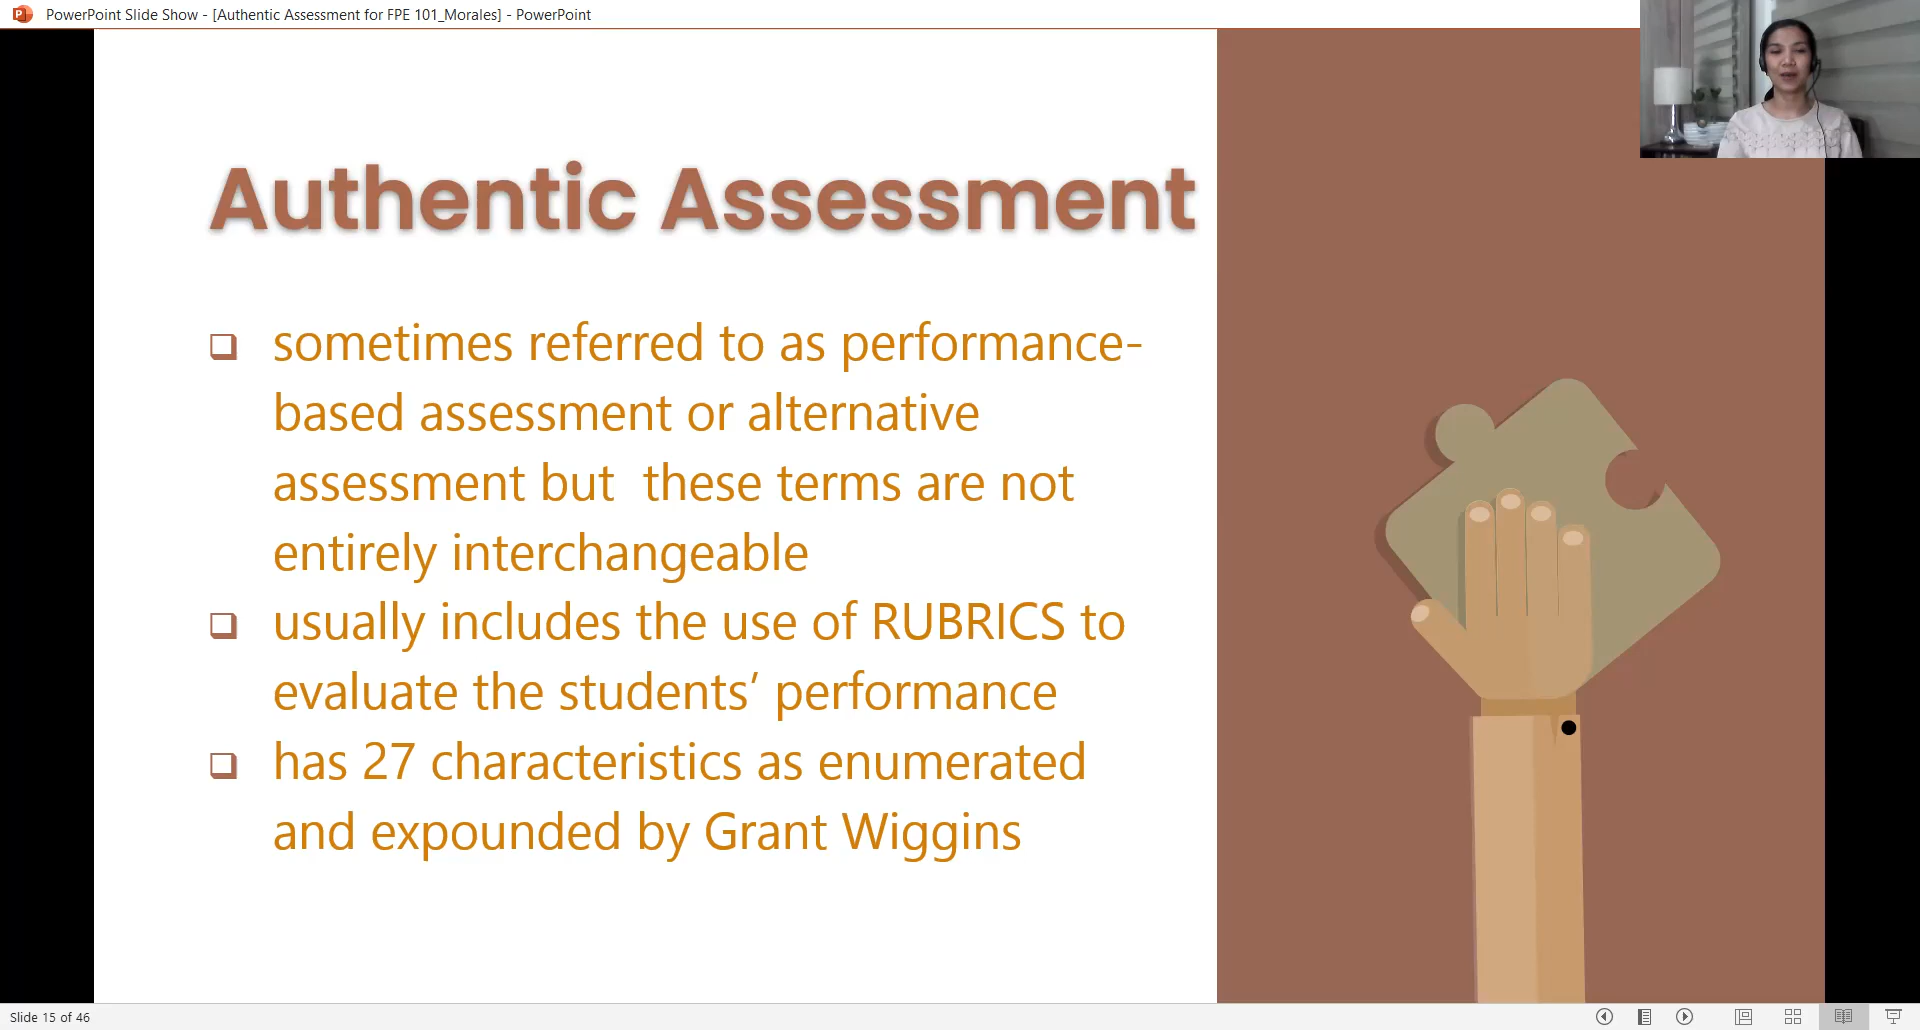 PowerPoint Slide Show - [Authentic Assessment for FPE 101_Morales] - PowerPoint
Authentic Assessment
sometimes referred to as performance-
based assessment or alternative
assessment but  these terms are not
entirely interchangeable
usually includes the use of RUBRICS to
evaluate the students’ performance
has 27 characteristics as enumerated
and expounded by Grant Wiggins
Slide 15 of 46